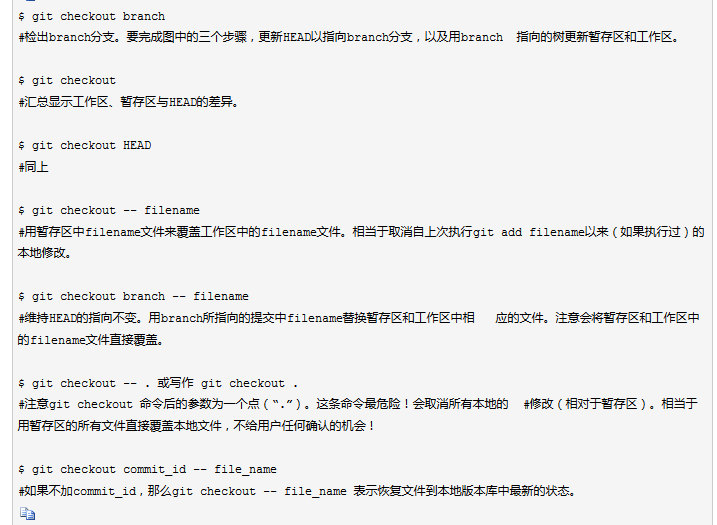 $ git checkout branch
#检出branch分支。要完成图中的三个步骤，更新HEAD以指向branch分支，以及用branch  指向的树更新暂存区和工作区。
$ git checkout
#汇总显示工作区、暂存区与HEAD的差异。
$ git checkout HEAD
#同上
$ git checkout -- filename
#用暂存区中filename文件来覆盖工作区中的filename文件。相当于取消自上次执行git add filename以来（如果执行过）的
本地修改。
$ git checkout branch -- filename
#维持HEAD的指向不变。用branch所指向的提交中filename替换暂存区和工作区中相   应的文件。注意会将暂存区和工作区中
的filename文件直接覆盖。
$ git checkout -- . 或写作 git checkout .
#注意git checkout 命令后的参数为一个点（“.”）。这条命令最危险！会取消所有本地的  #修改（相对于暂存区）。相当于
用暂存区的所有文件直接覆盖本地文件，不给用户任何确认的机会！
$ git checkout commit_id -- file_name
#如果不加commit_id，那么git checkout -- file_name 表示恢复文件到本地版本库中最新的状态。